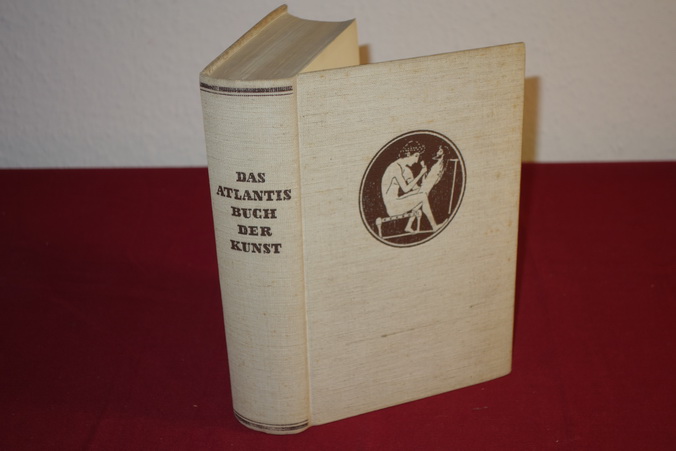 DAS
ATLANTIS
BUCH
DER
KUNST